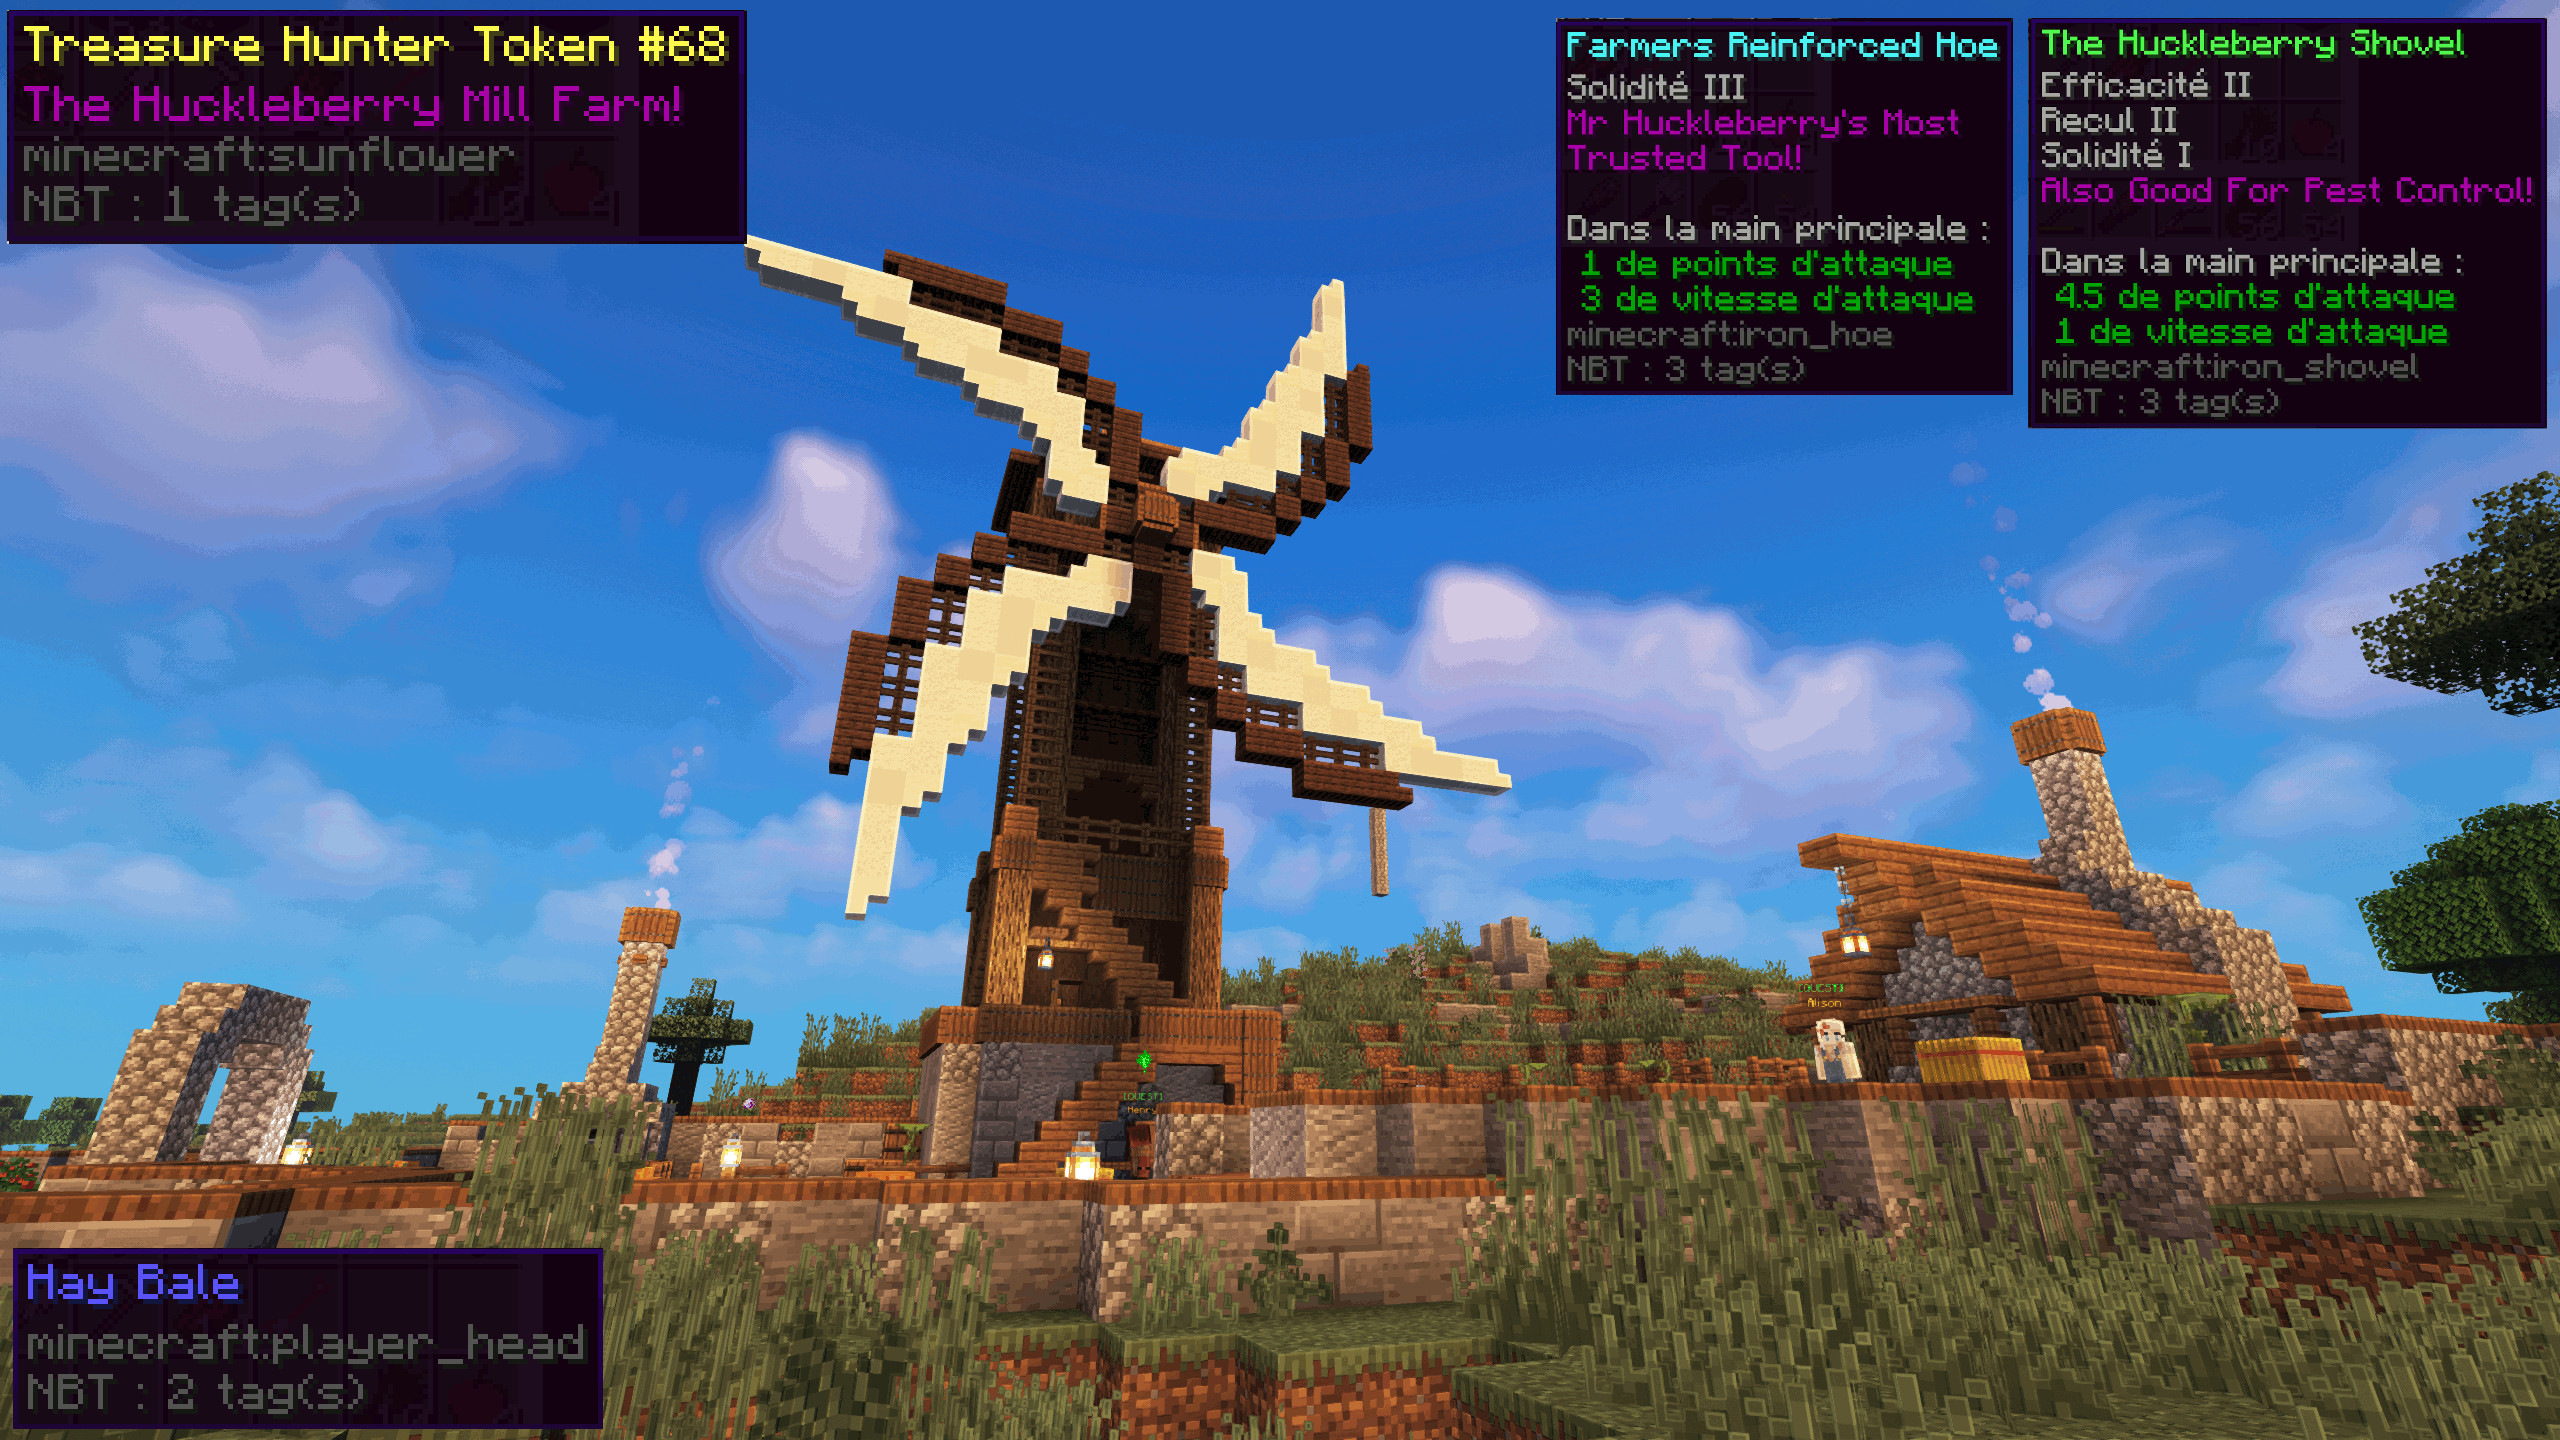 Treasure Hunter Token #68
The Huckleberry Mill Farm!
minecraft:sunflower
NBT : 1 tag(s)
Farmers Reinforced Hoe
Solidité III
Mr Huckleberry's Most
Trusted Tool!
Dans la main principale :
1 de points d'attaque
3 de vitesse d'attaque
minecraft:iron_hoe
NBT : 3 tag(s)
The Huckleberry Shovel
Efficacité II
Recul II
Solidité I
Also Good For Pest Control!
Dans la main principale :
4.5 de points d'attaque
1 de vitesse d'attaque
minecraft:iron_shovel
NBT : 3 tag(s)
[QUEST]
Alison
[QUEST]
Henry
Hay Bale
minecraft:player_head
NBT : 2 tag(s)